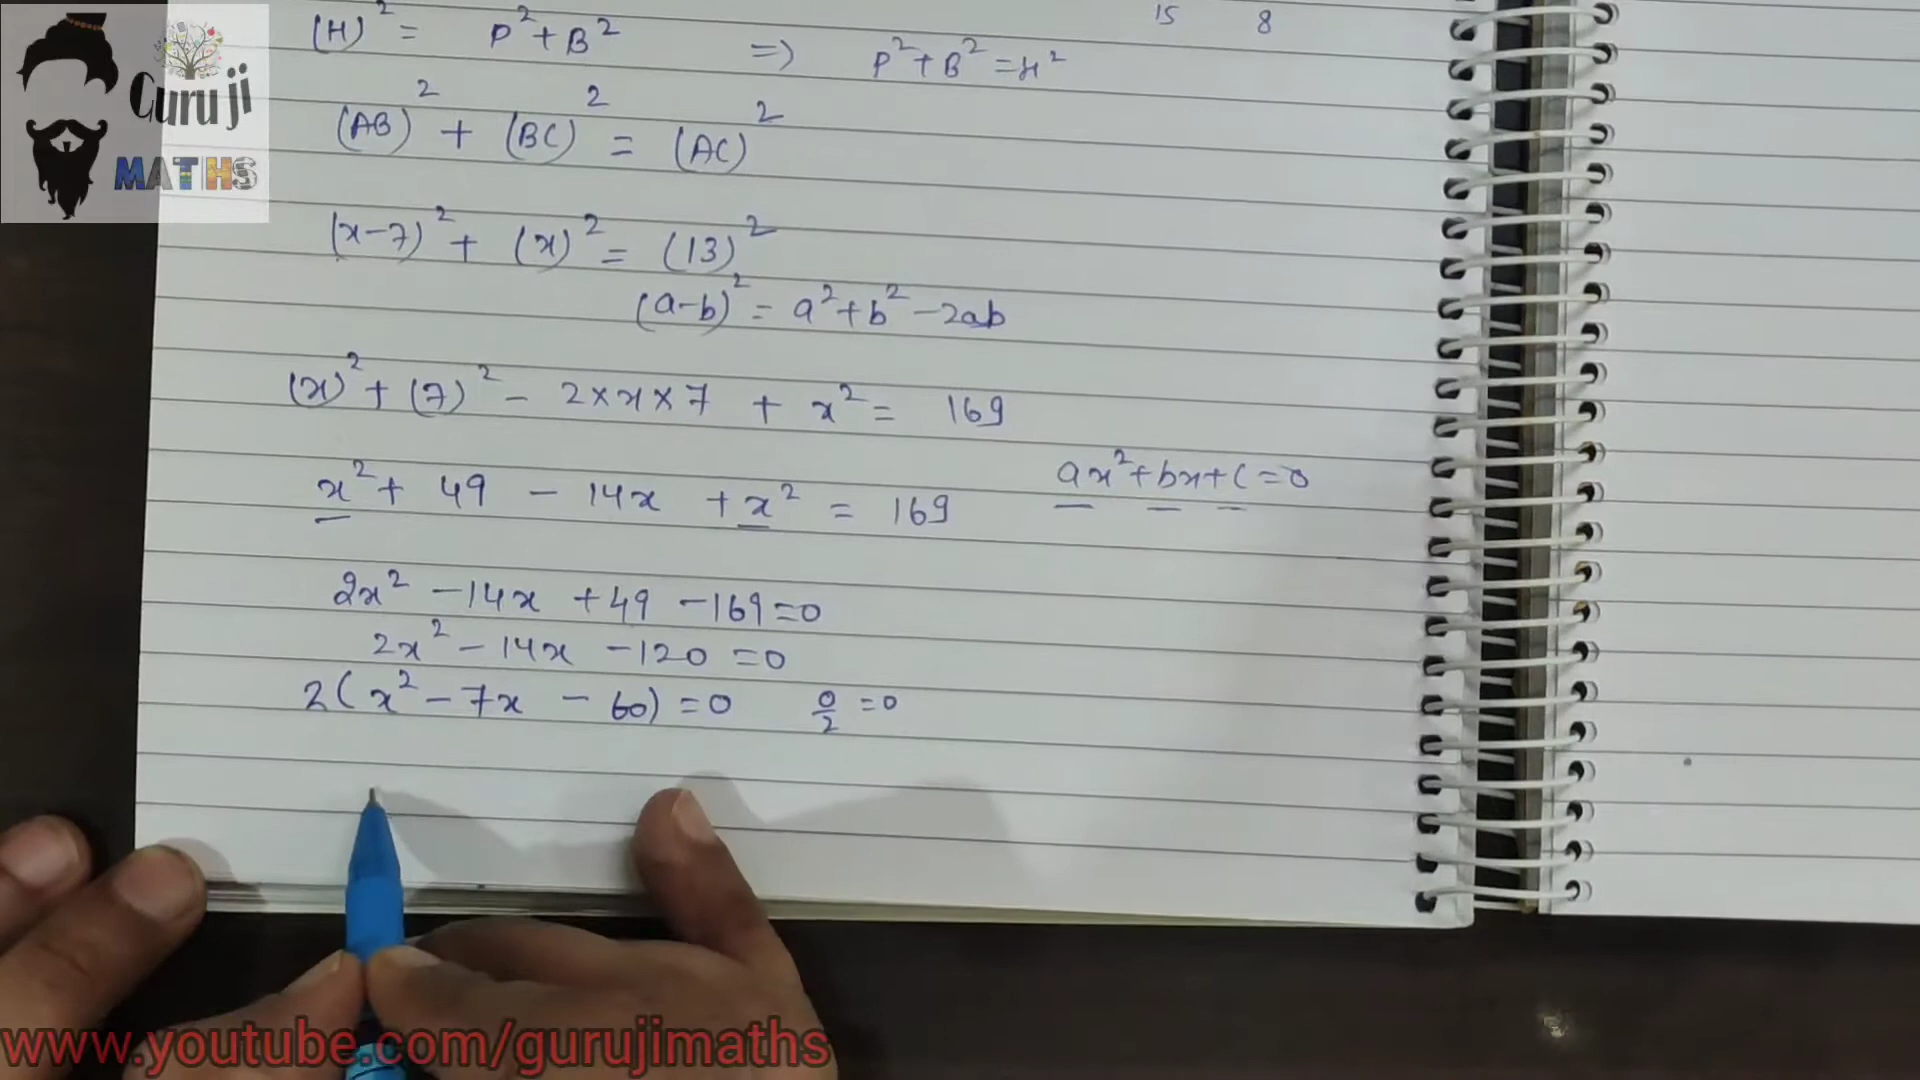 15 8
(H)² = P²+B² => P²+B²=H²
Guru ji
MATHS
(AB)² + (BC)² = (AC)²
(x-7)² + (x)² = (13)²
(a-b)² = a²+b²-2ab
(x)² + (7)² - 2×x×7 + x² = 169
x² + 49 - 14x + x² = 169 ax²+bx+c=0
2x² -14x +49 -169=0
2x² -14x -120 =0
2(x² -7x -60) =0 0/2 =0
www.youtube.com/gurujimaths